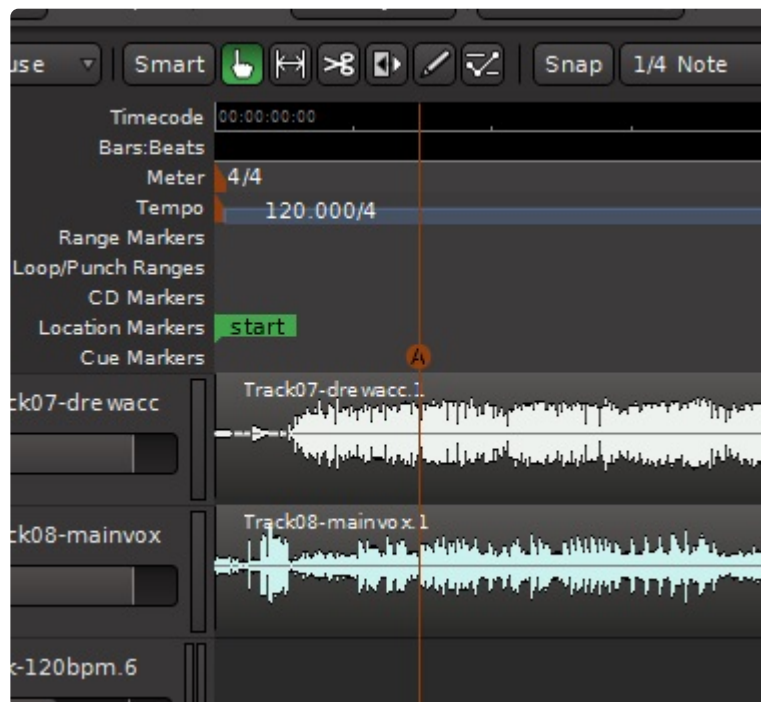 use Smart Snap 1/4 Note
Timecode 00:00:00:00
Bars:Beats
Meter 4/4
Tempo 120.000/4
Range Markers
Loop/Punch Ranges
CD Markers
Location Markers start
Cue Markers A
ck07-drewacc Track07-drewacc.1
ck08-mainvox Track08-mainvox.1
k-120bpm.6